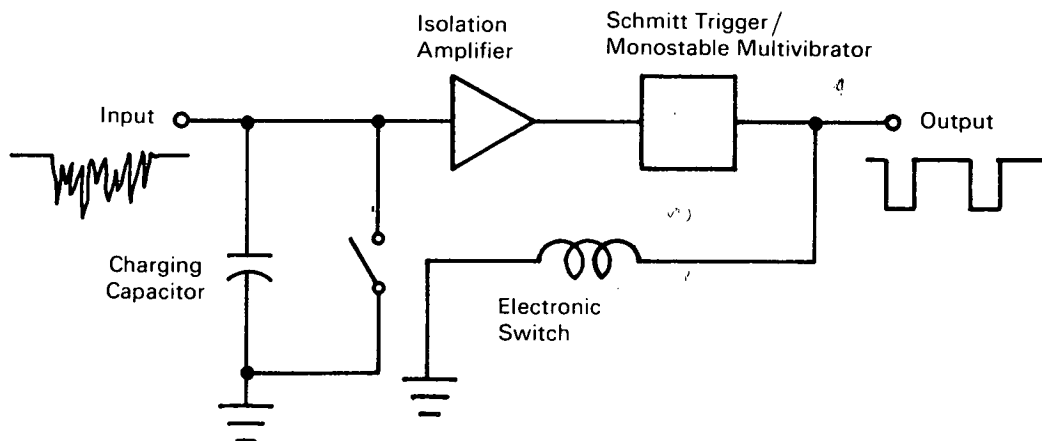 Isolation
Amplifier
Schmitt Trigger/
Monostable Multivibrator
Input
Output
Charging
Capacitor
Electronic
Switch